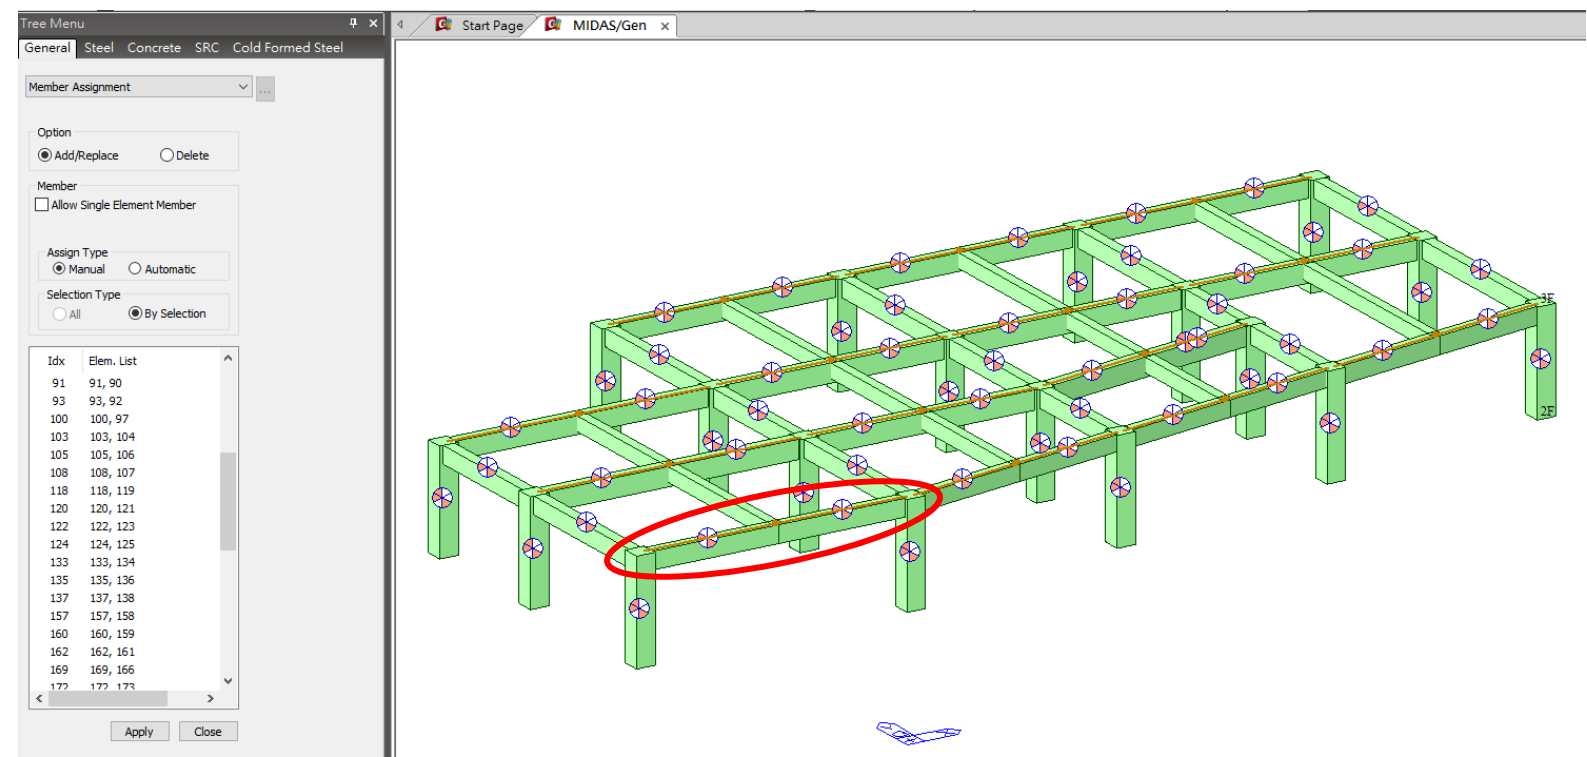 Tree Menu
Start Page MIDAS/Gen
General Steel Concrete SRC Cold Formed Steel
Member Assignment
...
Option
Add/Replace Delete
Member
Allow Single Element Member
Assign Type
Manual Automatic
Selection Type
All By Selection
Idx Elem. List
91 91, 90
93 93, 92
100 100, 97
103 103, 104
105 105, 106
108 108, 107
118 118, 119
120 120, 121
122 122, 123
124 124, 125
133 133, 134
135 135, 136
137 137, 138
157 157, 158
160 160, 159
162 162, 161
169 169, 166
172 172, 173
Apply Close
3F
2F